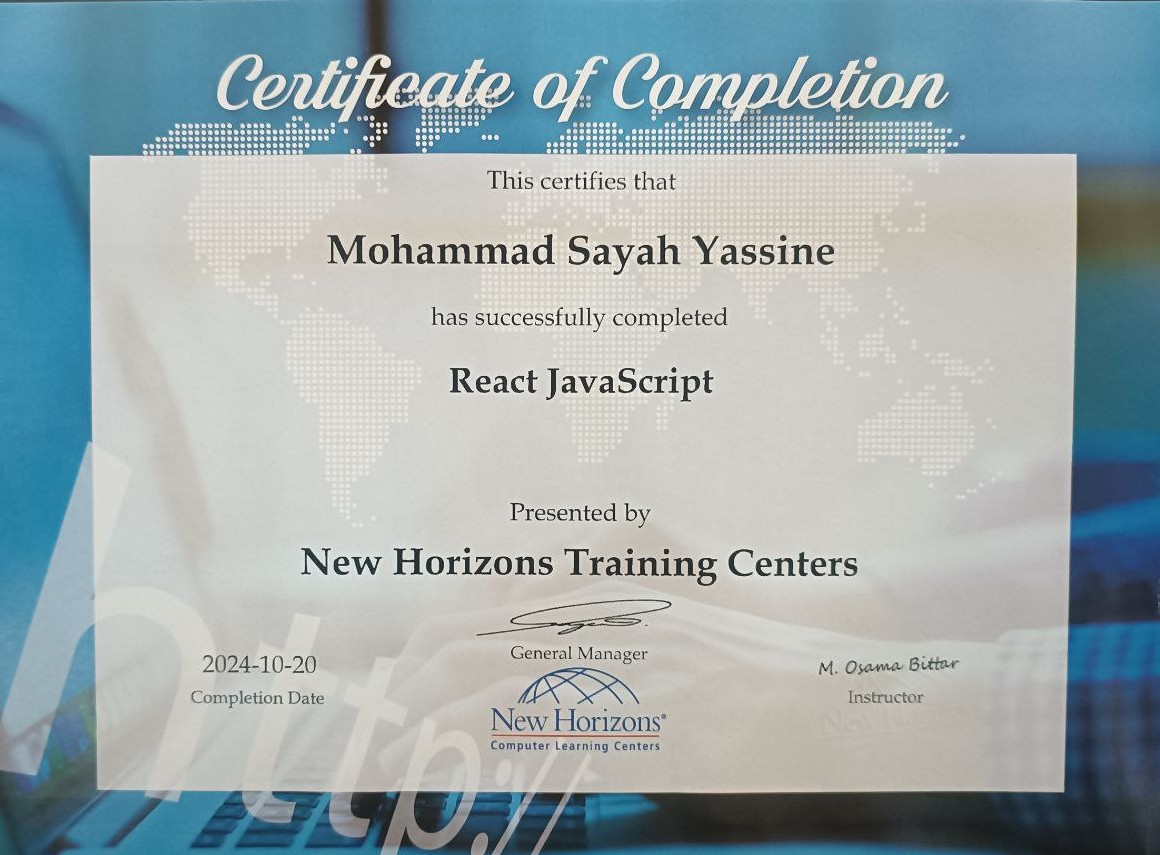 Certificate of Completion
This certifies that
Mohammad Sayah Yassine
has successfully completed
React JavaScript
Presented by
New Horizons Training Centers
General Manager
2024-10-20
Completion Date
M. Osama Bittar
Instructor
New Horizons®
Computer Learning Centers
http://